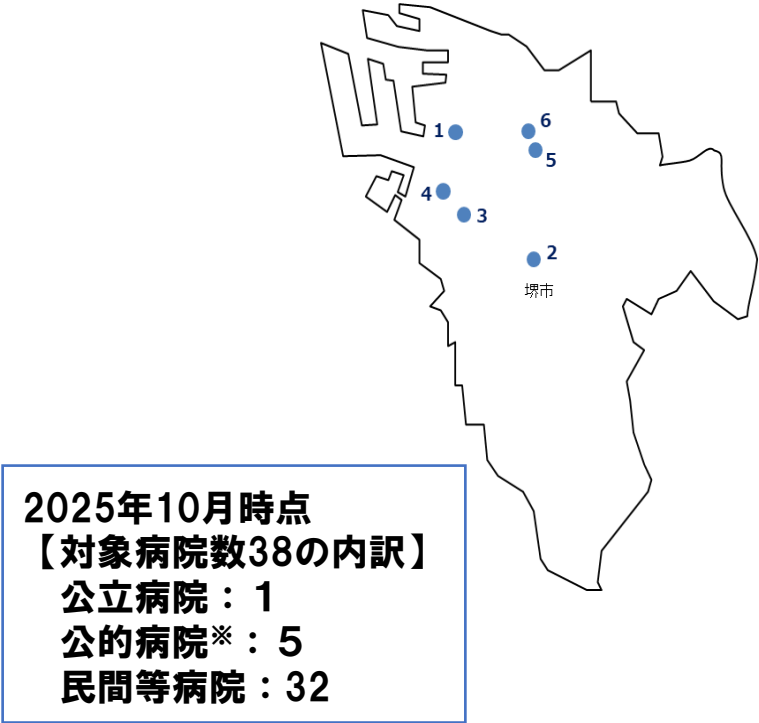 6
1
5
4
3
2
堺市
2025年10月時点
【対象病院数38の内訳】
公立病院：1
公的病院※：5
民間等病院：32